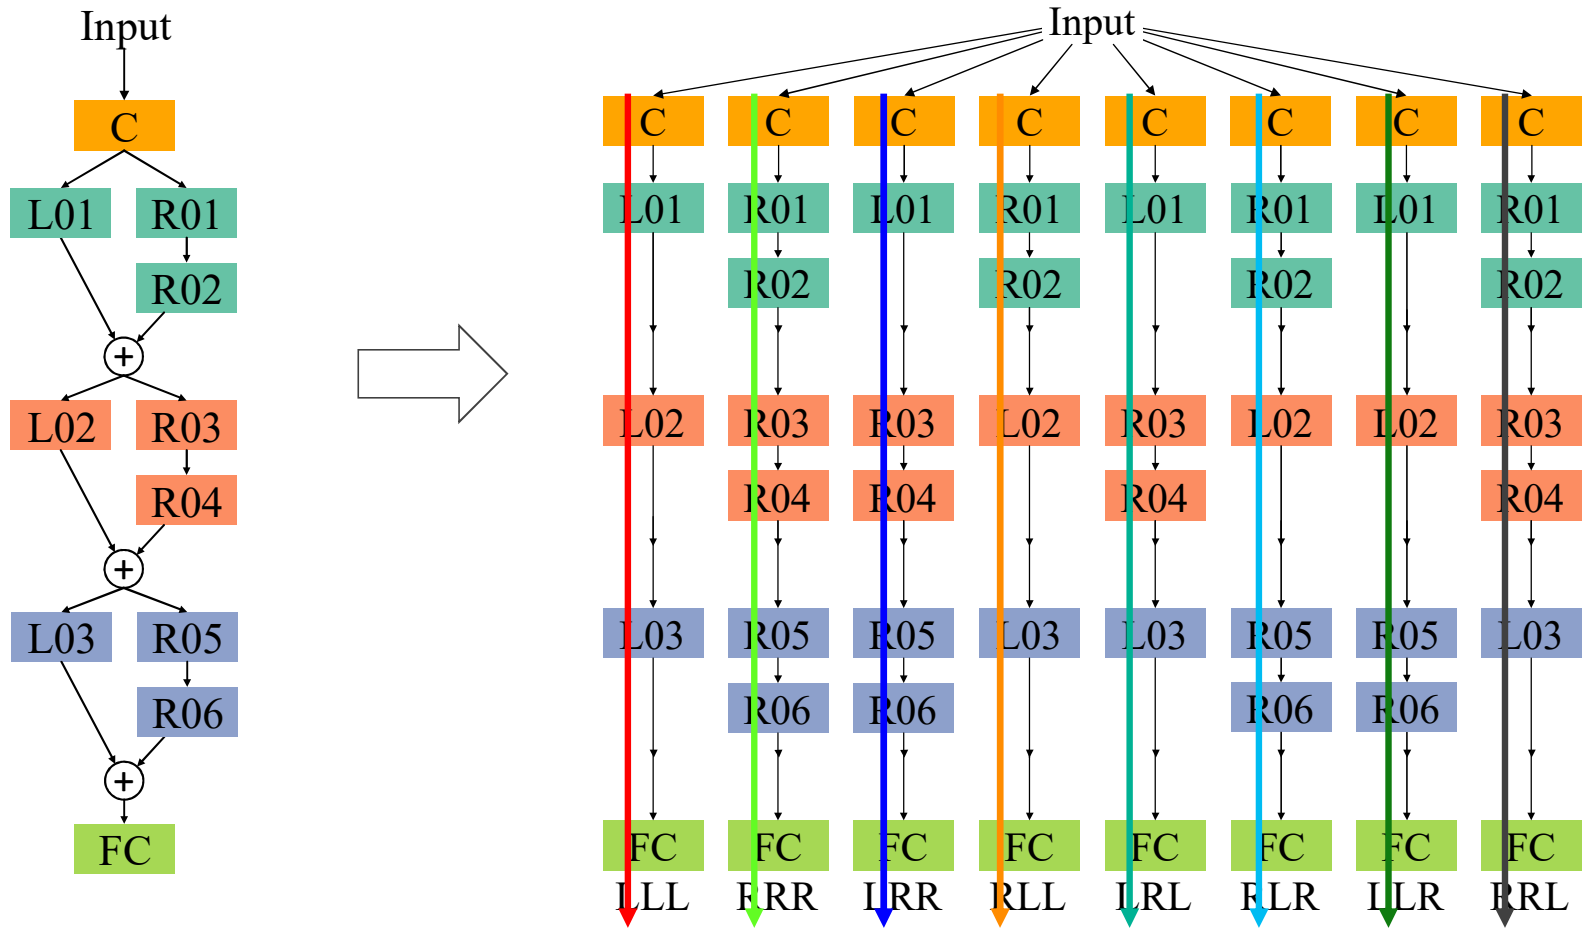 Input
C
L01 R01
R02
+
L02 R03
R04
+
L03 R05
R06
+
FC
Input
C C C C C C C C
L01 R01 L01 R01 L01 R01 L01 R01
R02 R02 R02 R02
L02 R03 R03 L02 R03 L02 L02 R03
R04 R04 R04 R04
L03 R05 R05 L03 L03 R05 R05 L03
R06 R06 R06 R06
FC FC FC FC FC FC FC FC
LLL RRR LRR RLL LRL RLR LLR RRL